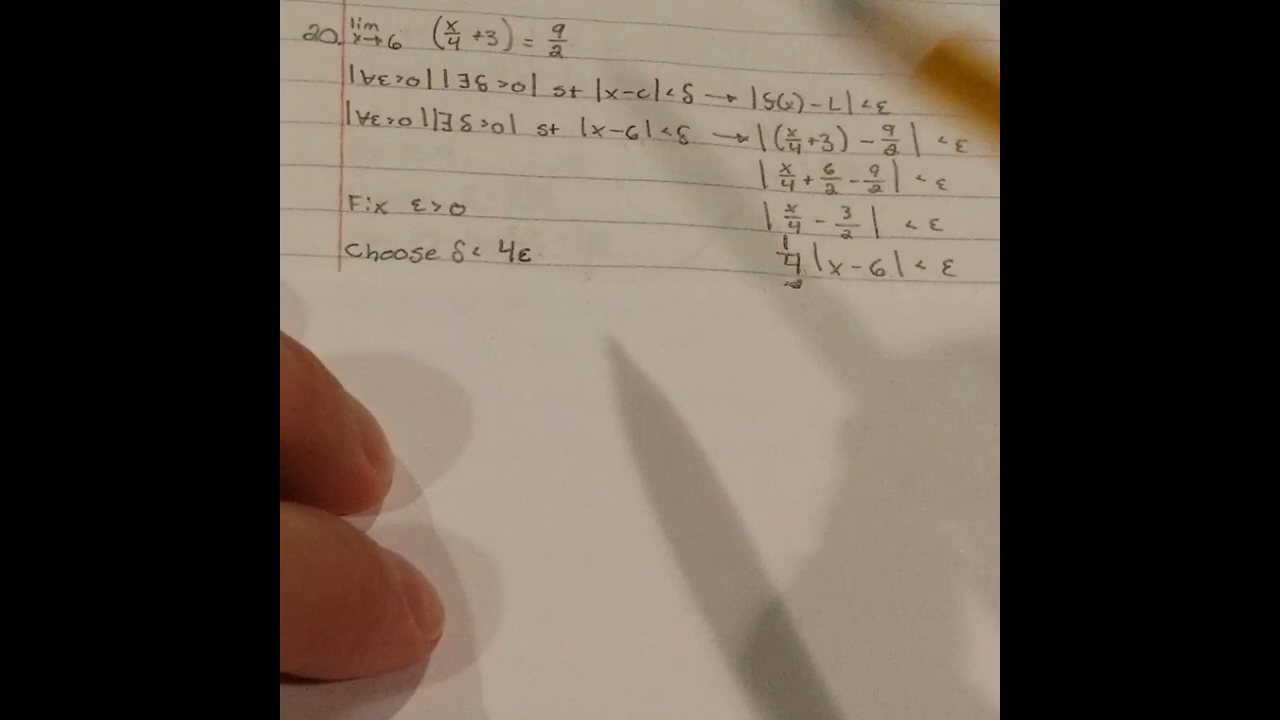 20. lim x→6 (x/4 + 3) = 9/2
|∀ε>0| |∃δ>0| st |x-c|<δ → |f(x) - L| < ε
|∀ε>0| |∃δ>0| st |x-6|<δ → |(x/4 + 3) - 9/2| < ε
|x/4 + 6/2 - 9/2| < ε
Fix ε>0 |x/4 - 3/2| < ε
Choose δ < 4ε 1/4 |x-6| < ε